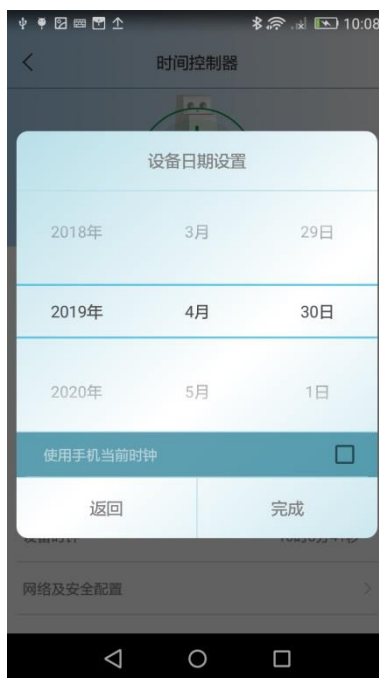 10:08
时间控制器
设备日期设置
2018年 3月 29日
2019年 4月 30日
2020年 5月 1日
使用手机当前时钟
返回 完成
网络及安全配置